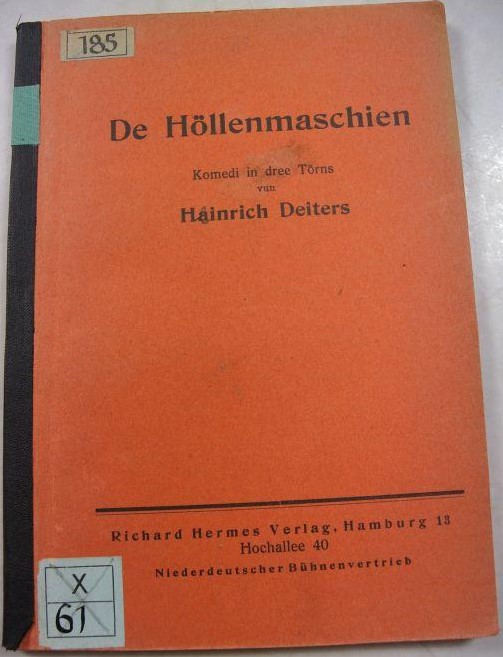 185
De Höllenmaschien
Komedi in dree Törns
vun
Hainrich Deiters
Richard Hermes Verlag, Hamburg 13
Hochallee 40
Niederdeutscher Bühnenvertrieb
X
61